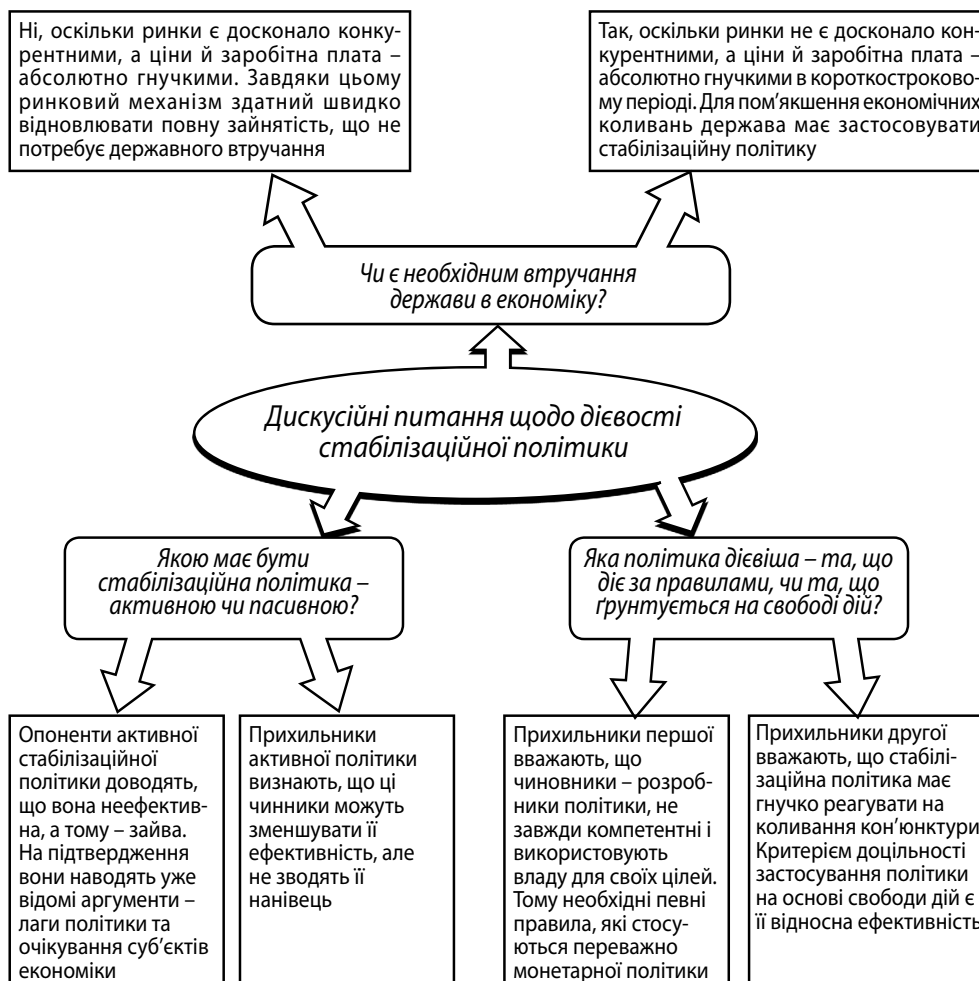 Ні, оскільки ринки є досконало конку-
рентними, а ціни й заробітна плата –
абсолютно гнучкими. Завдяки цьому
ринковий механізм здатний швидко
відновлювати повну зайнятість, що не
потребує державного втручання
Так, оскільки ринки не є досконало кон-
курентними, а ціни й заробітна плата –
абсолютно гнучкими в короткостроково-
му періоді. Для пом’якшення економічних
коливань держава має застосовувати
стабілізаційну політику
Чи є необхідним втручання
держави в економіку?
Дискусійні питання щодо дієвості
стабілізаційної політики
Якою має бути
стабілізаційна політика –
активною чи пасивною?
Яка політика дієвіша – та, що
діє за правилами, чи та, що
ґрунтується на свободі дій?
Опоненти активної
стабілізаційної
політики доводять,
що вона неефектив-
на, а тому – зайва.
На підтвердження
вони наводять уже
відомі аргументи –
лаги політики та
очікування суб’єктів
економіки
Прихильники
активної політики
визнають, що ці
чинники можуть
зменшувати її
ефективність, але
не зводять її
нанівець
Прихильники першої
вважають, що
чиновники – розроб-
ники політики, не
завжди компетентні і
використовують
владу для своїх цілей.
Тому необхідні певні
правила, які стосу-
ються переважно
монетарної політики
Прихильники другої
вважають, що стабілі-
заційна політика має
гнучко реагувати на
коливання кон’юнктури
Критерієм доцільності
застосування політики
на основі свободи дій є
її відносна ефективність